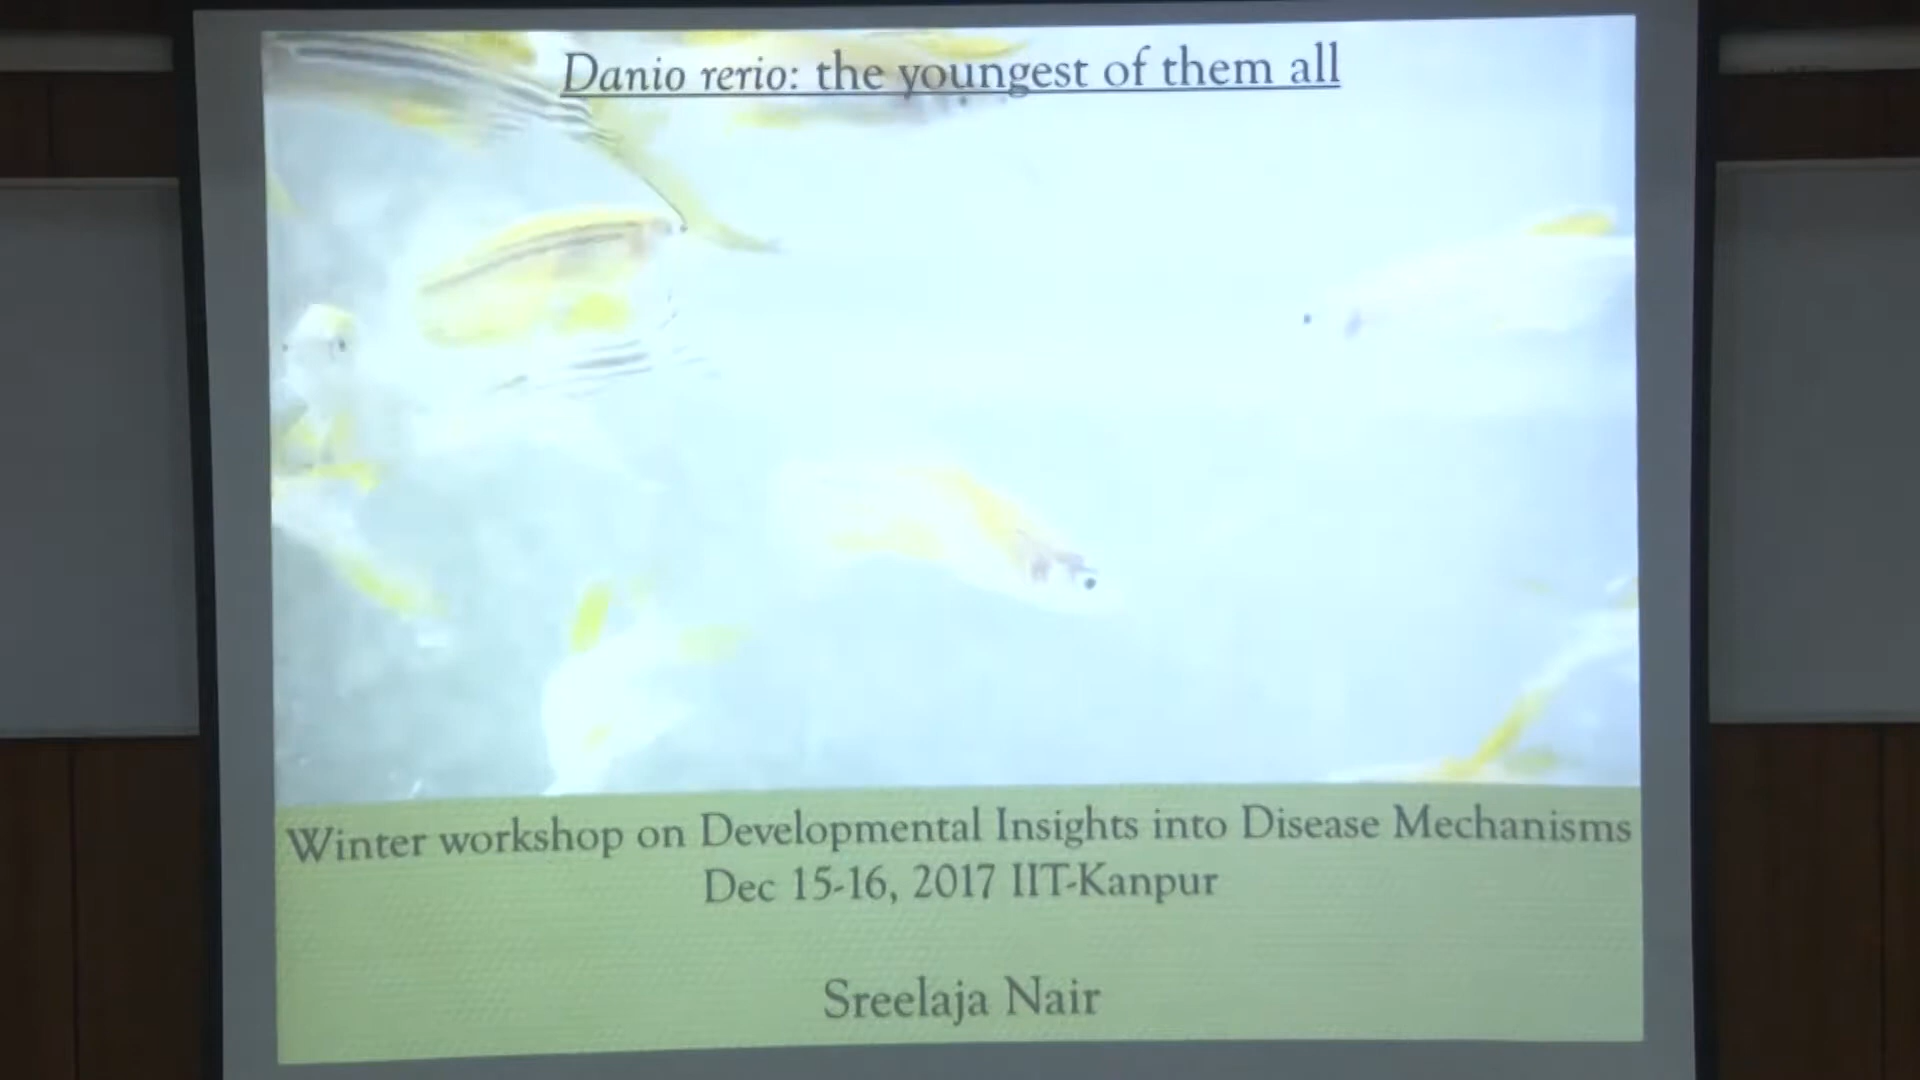 Danio rerio: the youngest of them all
Winter workshop on Developmental Insights into Disease Mechanisms
Dec 15-16, 2017 IIT-Kanpur
Sreelaja Nair